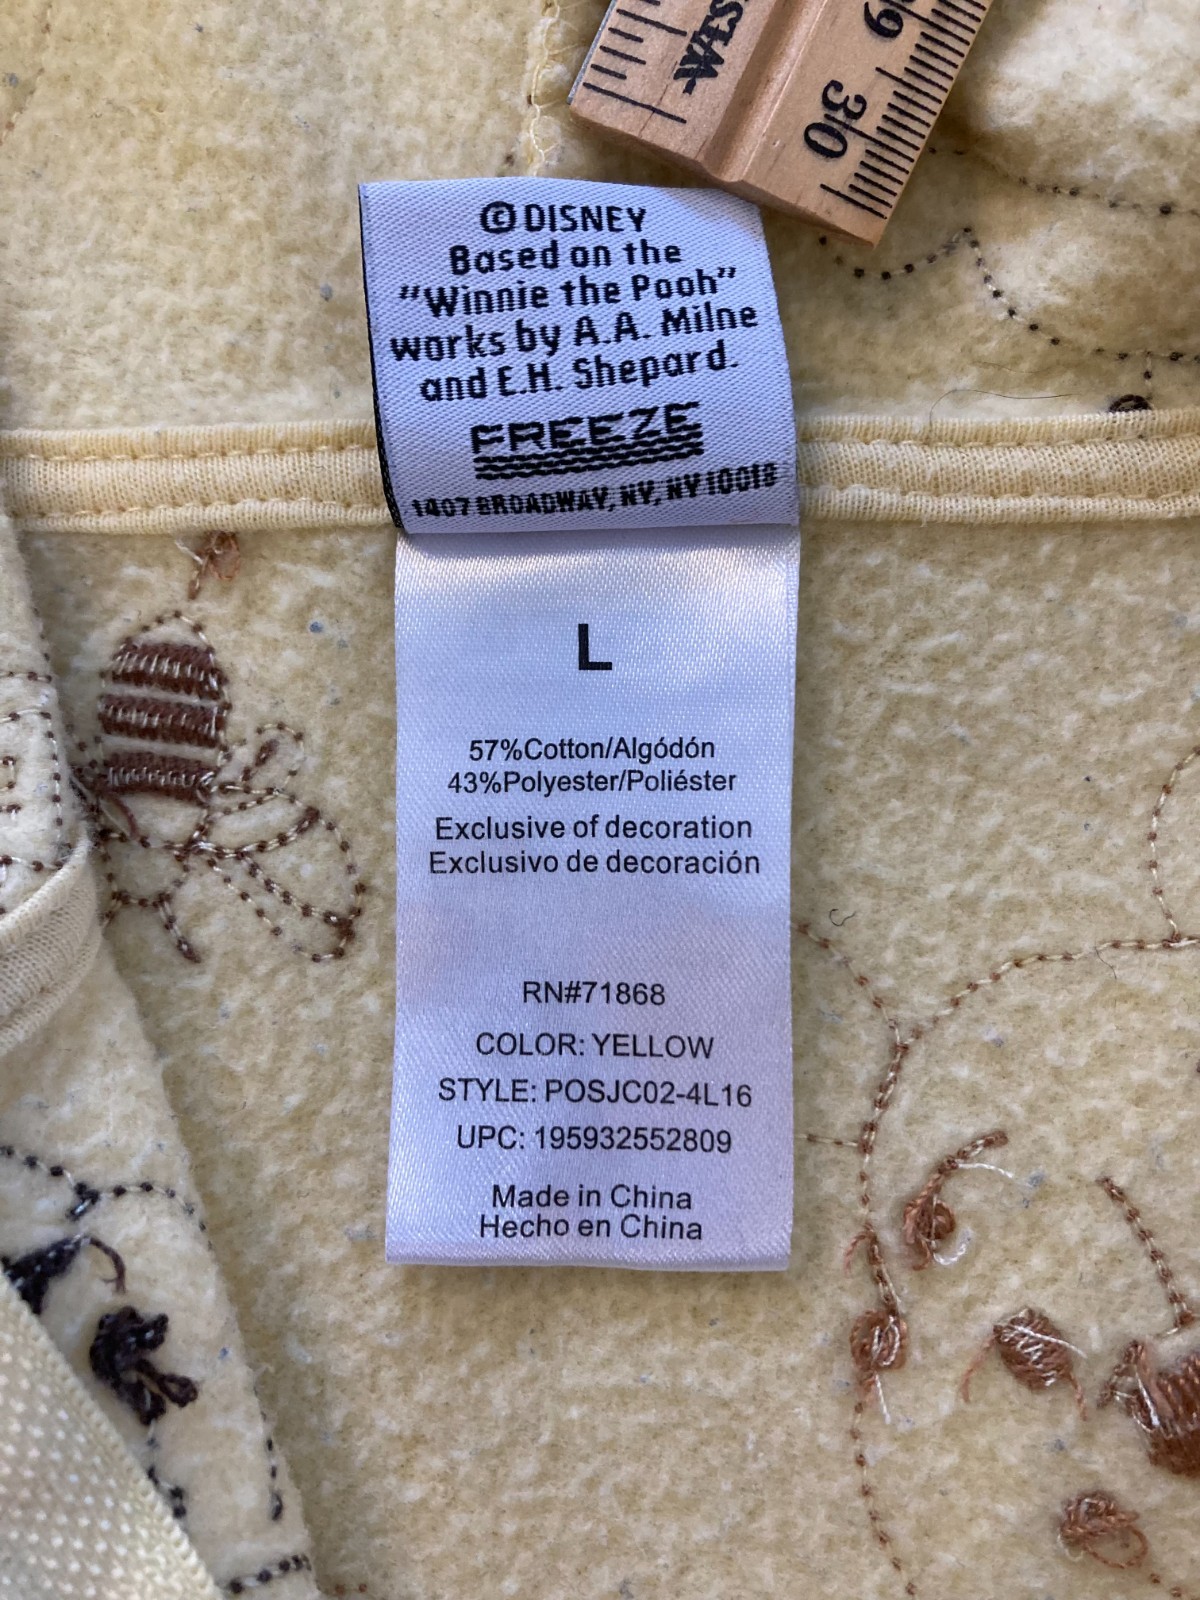 WEST
29
30
©DISNEY
Based on the
"Winnie the Pooh"
works by A.A. Milne
and E.H. Shepard.
FREEZE
1407 BROADWAY, NY, NY 10018
L
57%Cotton/Algódón
43%Polyester/Poliéster
Exclusive of decoration
Exclusivo de decoración
RN#71868
COLOR: YELLOW
STYLE: POSJC02-4L16
UPC: 195932552809
Made in China
Hecho en China